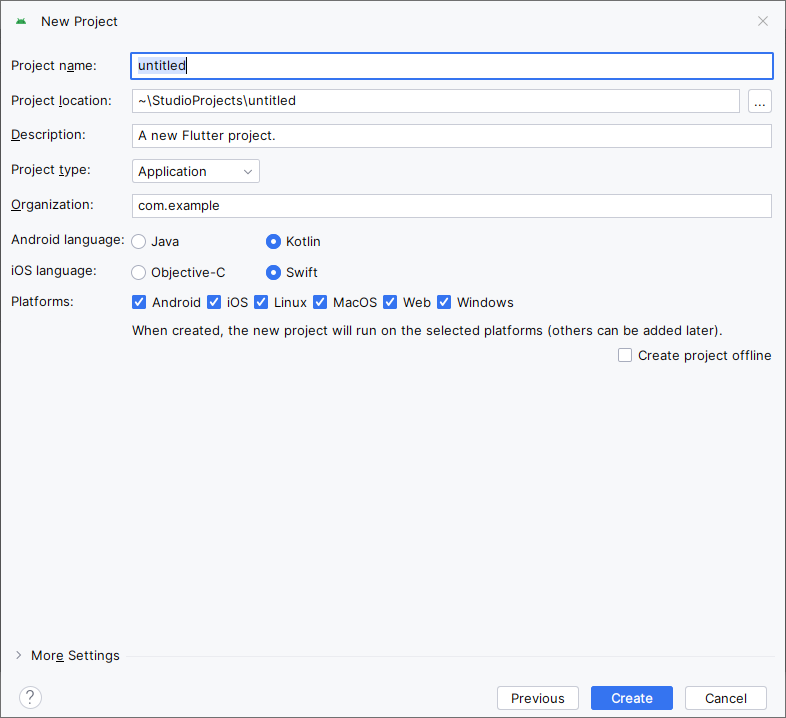 New Project
Project name: untitled
Project location: ~\StudioProjects\untitled ...
Description: A new Flutter project.
Project type: Application
Organization: com.example
Android language: Java Kotlin
iOS language: Objective-C Swift
Platforms: Android iOS Linux MacOS Web Windows
When created, the new project will run on the selected platforms (others can be added later).
Create project offline
More Settings
? Previous Create Cancel